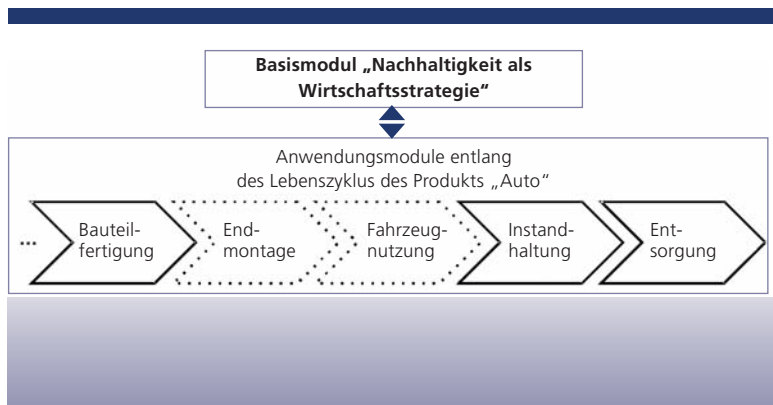 Basismodul „Nachhaltigkeit als
Wirtschaftsstrategie“
Anwendungsmodule entlang
des Lebenszyklus des Produkts „Auto“
...
Bauteil-
fertigung
End-
montage
Fahrzeug-
nutzung
Instand-
haltung
Ent-
sorgung